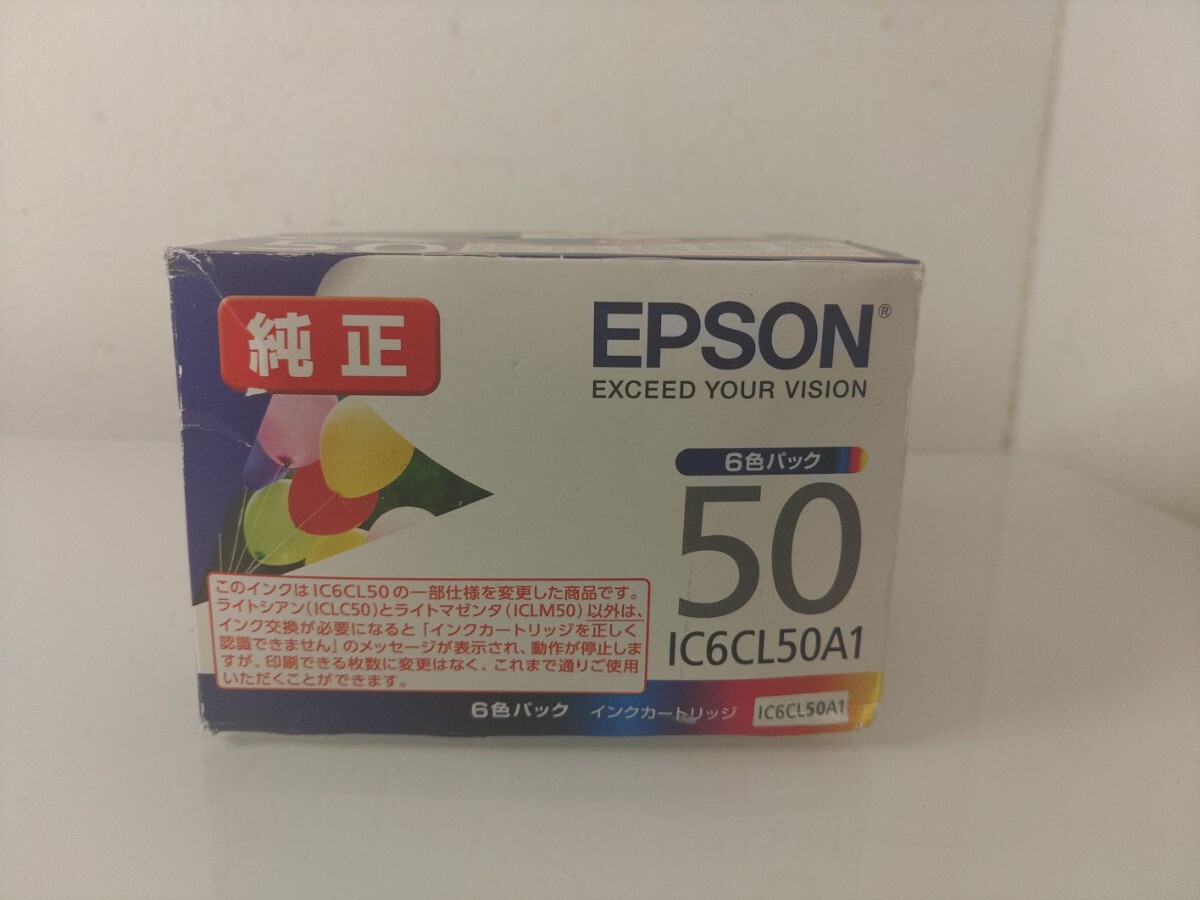 50
純正
EPSON®
EXCEED YOUR VISION
6色パック
50
IC6CL50A1
このインクはIC6CL50の一部仕様を変更した商品です。
ライトシアン(ICLC50)とライトマゼンタ(ICLM50)以外は、
インク交換が必要になると「インクカートリッジを正しく
認識できません」のメッセージが表示され、動作が停止しま
すが、印刷できる枚数に変更はなく、これまで通りご使用
いただくことができます。
6色パック インクカートリッジ IC6CL50A1